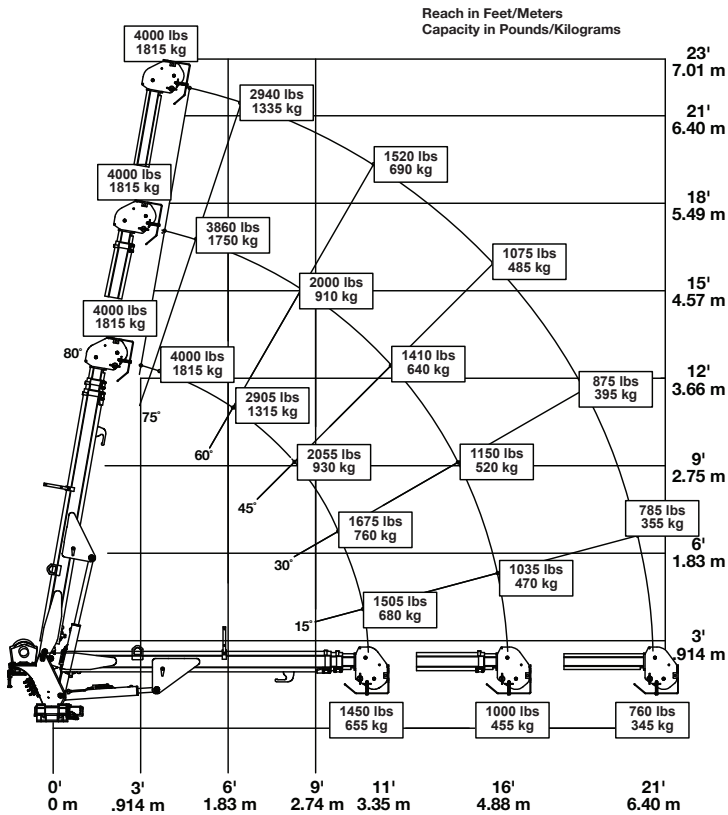 Reach in Feet/Meters
Capacity in Pounds/Kilograms
4000 lbs
1815 kg
23'
7.01 m
2940 lbs
1335 kg
21'
6.40 m
1520 lbs
690 kg
4000 lbs
1815 kg
18'
5.49 m
3860 lbs
1750 kg
1075 lbs
485 kg
2000 lbs
910 kg
15'
4.57 m
4000 lbs
1815 kg
80°
4000 lbs
1815 kg
1410 lbs
640 kg
12'
3.66 m
875 lbs
395 kg
75°
2905 lbs
1315 kg
60°
2055 lbs
930 kg
1150 lbs
520 kg
9'
2.75 m
45°
1675 lbs
760 kg
785 lbs
355 kg
6'
1.83 m
30°
1035 lbs
470 kg
15°
1505 lbs
680 kg
3'
.914 m
1450 lbs
655 kg
1000 lbs
455 kg
760 lbs
345 kg
0'
0 m
3'
.914 m
6'
1.83 m
9'
2.74 m
11'
3.35 m
16'
4.88 m
21'
6.40 m